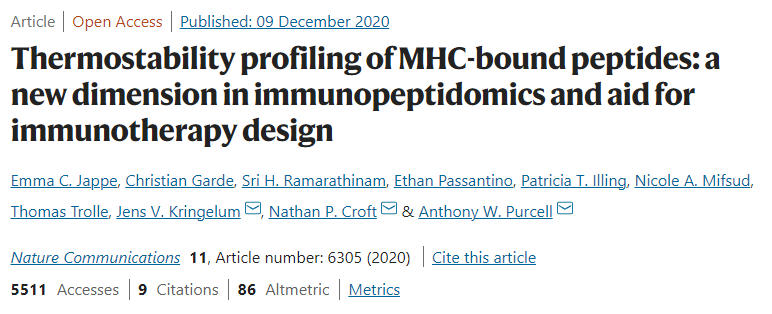 Article | Open Access | Published: 09 December 2020
Thermostability profiling of MHC-bound peptides: a
new dimension in immunopeptidomics and aid for
immunotherapy design
Emma C. Jappe, Christian Garde, Sri H. Ramarathinam, Ethan Passantino, Patricia T. Illing, Nicole A. Mifsud,
Thomas Trolle, Jens V. Kringelum, Nathan P. Croft & Anthony W. Purcell
Nature Communications 11, Article number: 6305 (2020) | Cite this article
5511 Accesses | 9 Citations | 86 Altmetric | Metrics